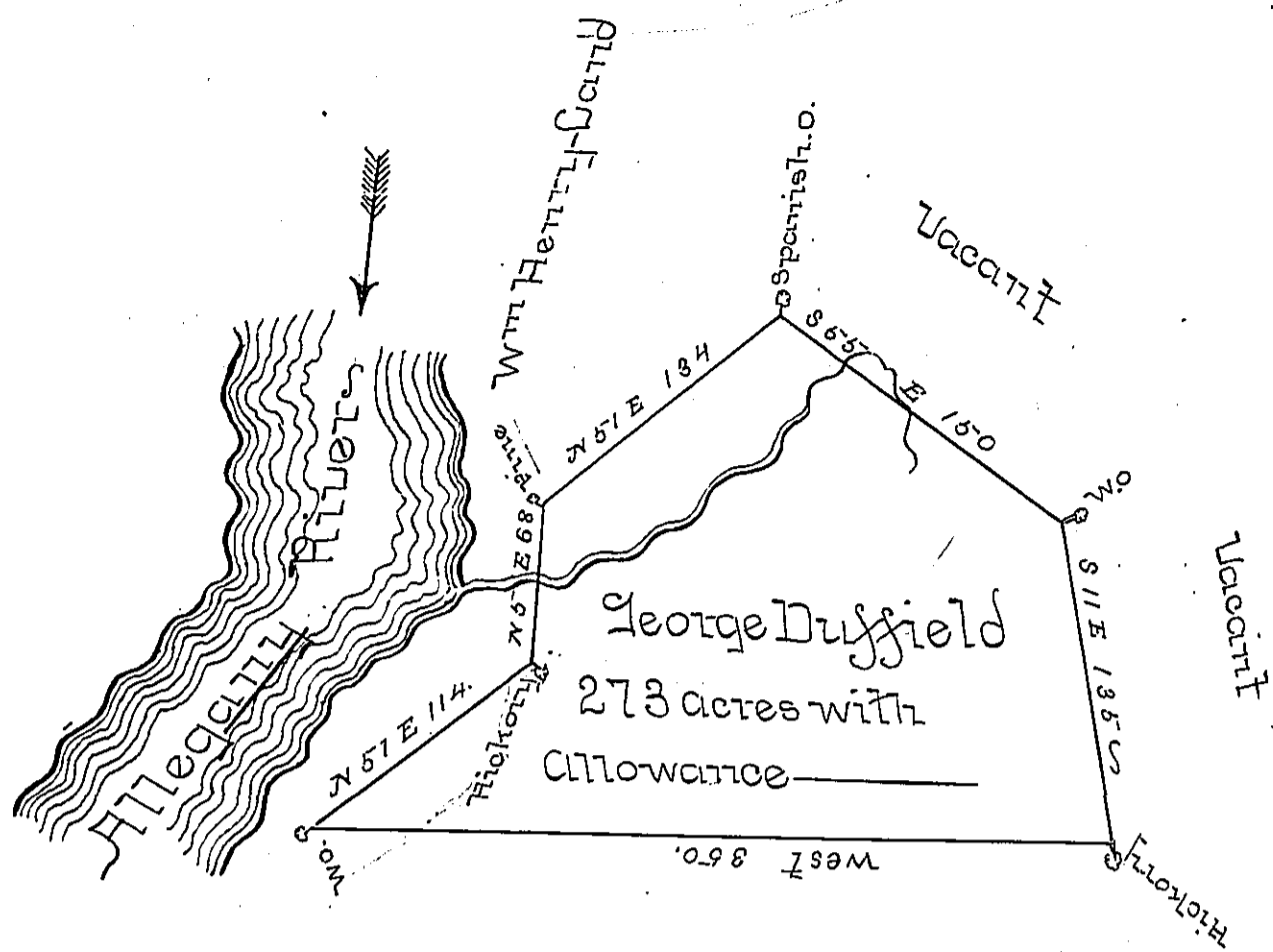 Wm Henry Land
Spanish. O.
Vacant
N 51 E 134
S 55 E 150
Pine
W.O
N 5 E 68
Vacant
Allegany River
S 11 E 135 S
George Duffield
273 acres with
Allowance
N 51 E 114.
Hickory
W.O.
west 350.
Hickory